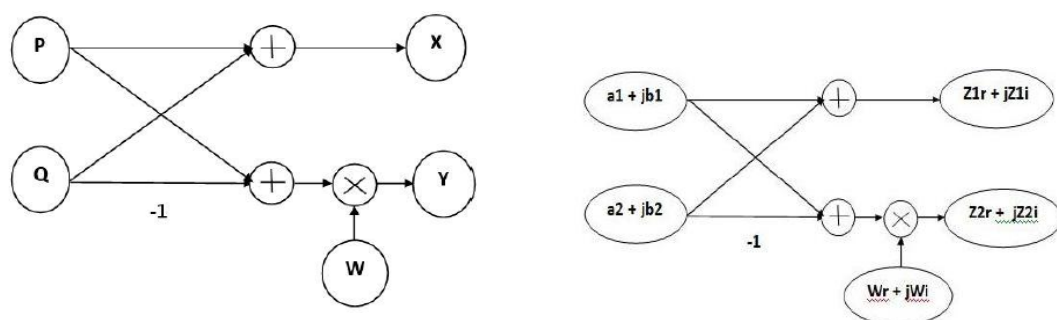 P
X
Q
Y
-1
W
a1 + jb1
Z1r + jZ1i
a2 + jb2
Z2r + jZ2i
-1
Wr + jWi